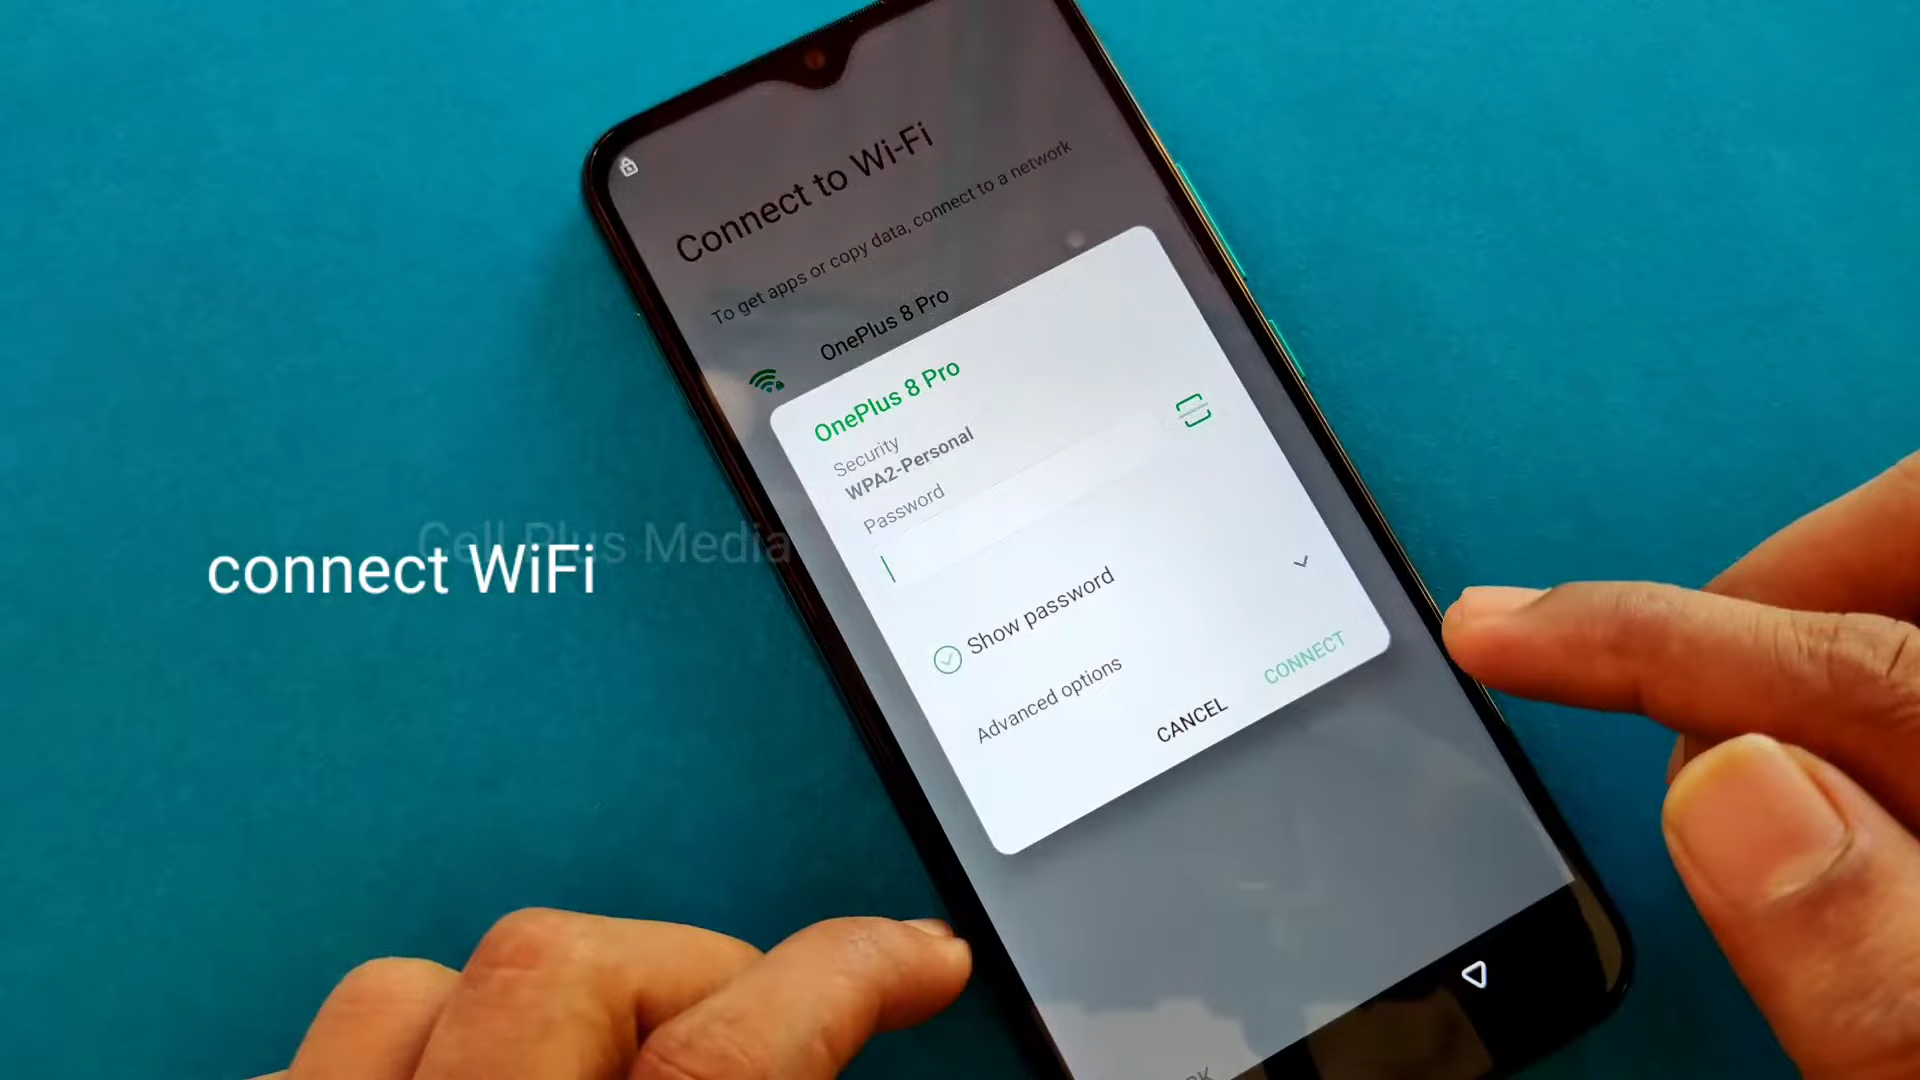 Connect to Wi-Fi
To get apps or copy data, connect to a network
OnePlus 8 Pro
OnePlus 8 Pro
Security
WPA2-Personal
Password
Show password
Advanced options
CANCEL
CONNECT
Cell Plus Media
connect WiFi